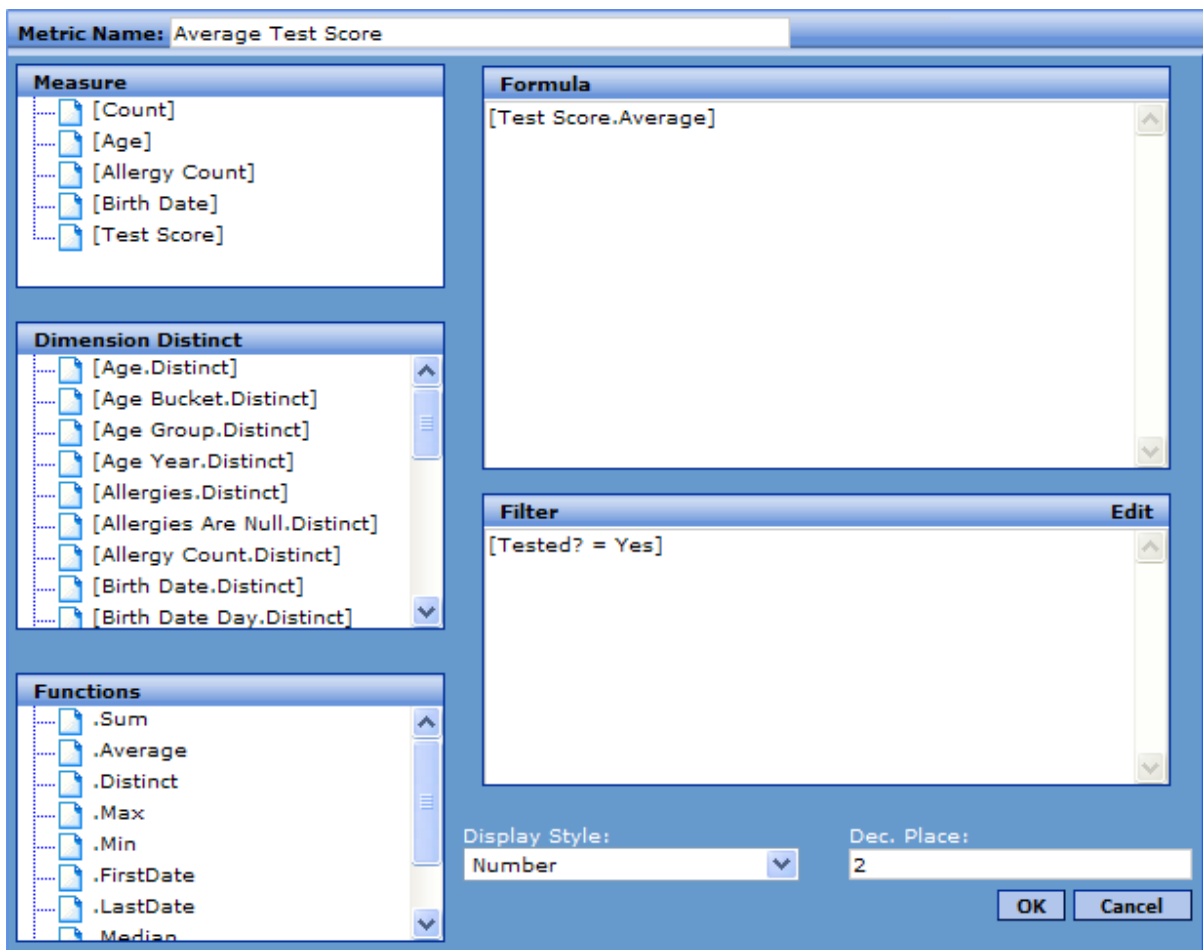 Metric Name: Average Test Score
Measure
[Count]
[Age]
[Allergy Count]
[Birth Date]
[Test Score]
Dimension Distinct
[Age.Distinct]
[Age Bucket.Distinct]
[Age Group.Distinct]
[Age Year.Distinct]
[Allergies.Distinct]
[Allergies Are Null.Distinct]
[Allergy Count.Distinct]
[Birth Date.Distinct]
[Birth Date Day.Distinct]
Functions
.Sum
.Average
.Distinct
.Max
.Min
.FirstDate
.LastDate
.Median
Formula
[Test Score.Average]
Filter Edit
[Tested? = Yes]
Display Style: Dec. Place:
Number 2
OK Cancel